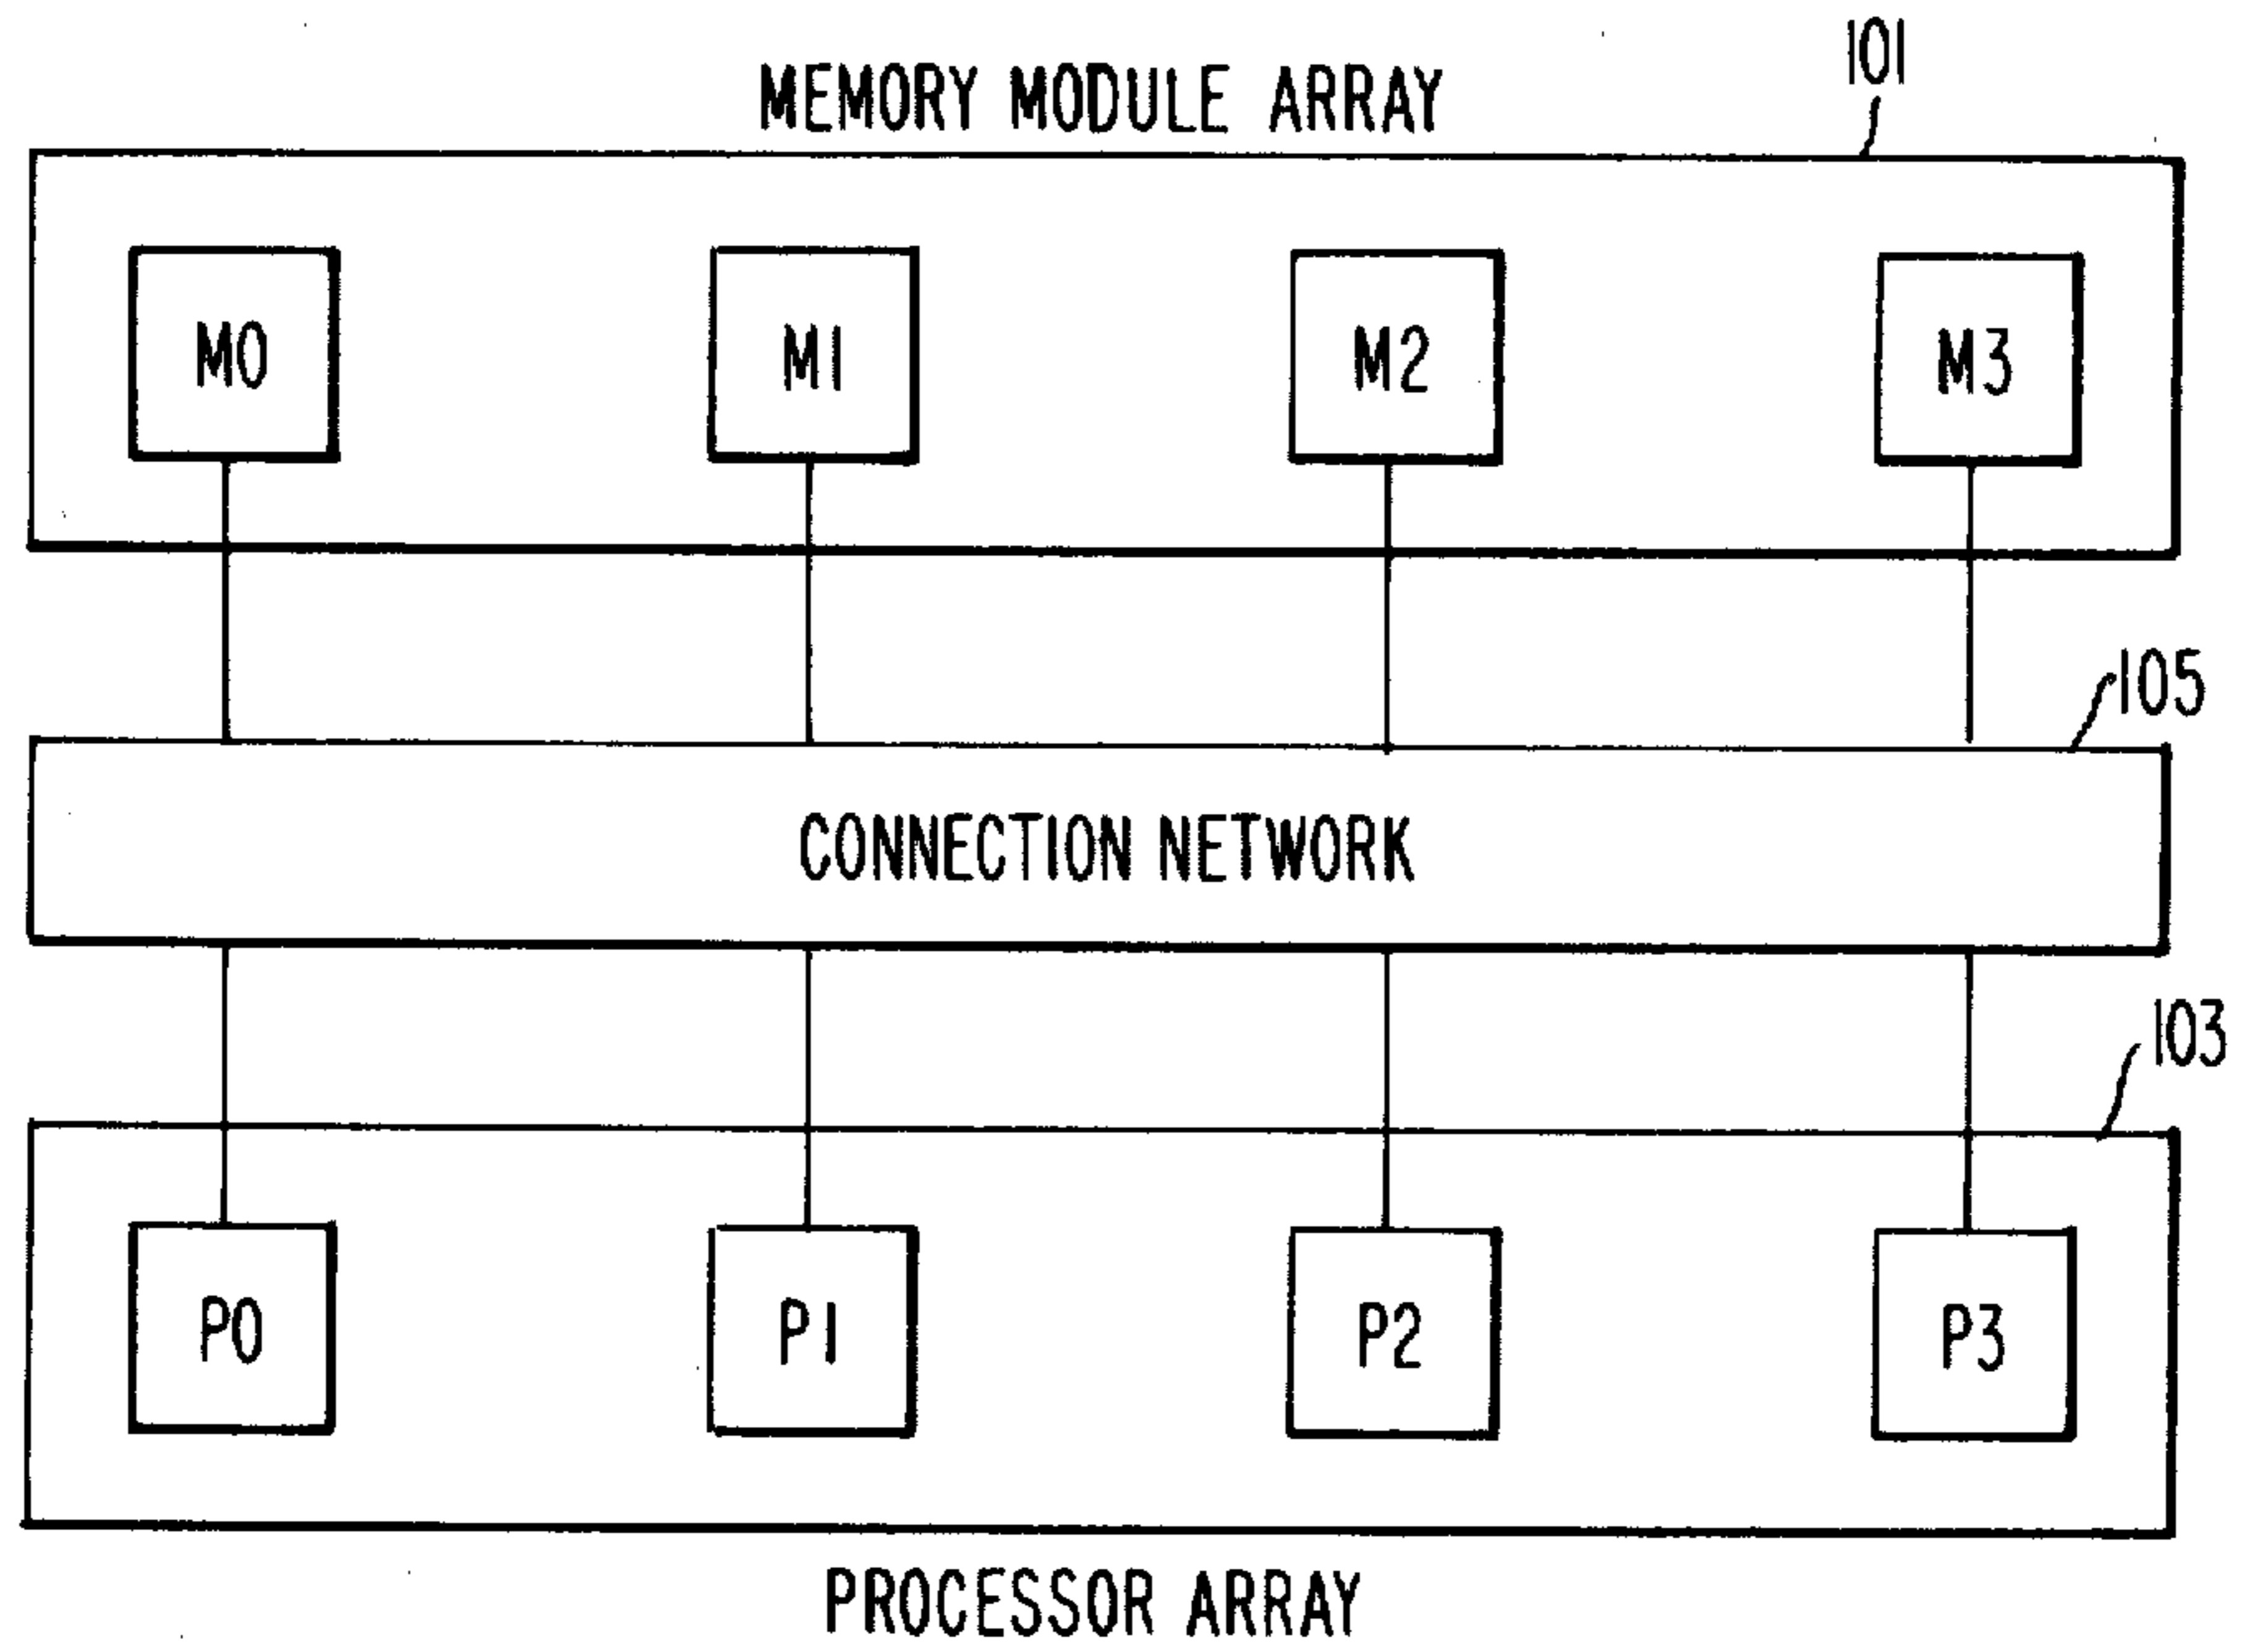 101
MEMORY MODULE ARRAY
M0 M1 M2 M3
105
CONNECTION NETWORK
103
P0 P1 P2 P3
PROCESSOR ARRAY